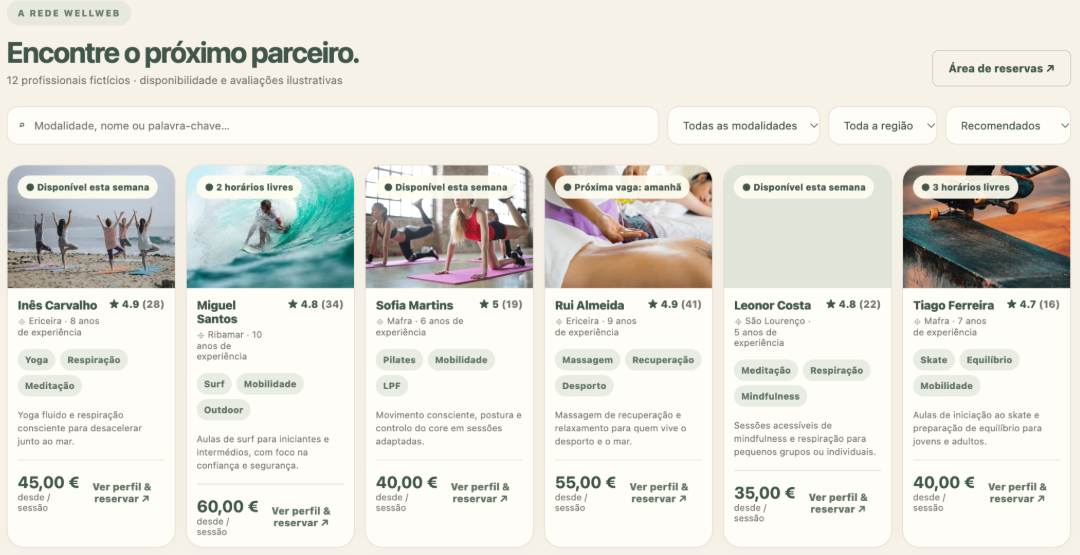 A REDE WELLWEB
Encontre o próximo parceiro.
12 profissionais fictícios · disponibilidade e avaliações ilustrativas
Área de reservas ↗
Modalidade, nome ou palavra-chave...
Todas as modalidades
Toda a região
Recomendados
● Disponível esta semana
Inês Carvalho
★ 4.9 (28)
Ericeira · 8 anos
de experiência
Yoga
Respiração
Meditação
Yoga fluido e respiração
consciente para desacelerar
junto ao mar.
45,00 €
desde /
sessão
Ver perfil &
reservar ↗
● 2 horários livres
Miguel
Santos
★ 4.8 (34)
Ribamar · 10
anos de
experiência
Surf
Mobilidade
Outdoor
Aulas de surf para iniciantes e
intermédios, com foco na
confiança e segurança.
60,00 €
desde /
sessão
Ver perfil &
reservar ↗
● Disponível esta semana
Sofia Martins
★ 5 (19)
Mafra · 6 anos de
experiência
Pilates
Mobilidade
LPF
Movimento consciente, postura e
controlo do core em sessões
adaptadas.
40,00 €
desde /
sessão
Ver perfil &
reservar ↗
● Próxima vaga: amanhã
Rui Almeida
★ 4.9 (41)
Ericeira · 9 anos
de experiência
Massagem
Recuperação
Desporto
Massagem de recuperação e
relaxamento para quem vive o
desporto e o mar.
55,00 €
desde /
sessão
Ver perfil &
reservar ↗
● Disponível esta semana
Leonor Costa
★ 4.8 (22)
São Lourenço ·
5 anos de
experiência
Meditação
Respiração
Mindfulness
Sessões acessíveis de
mindfulness e respiração para
pequenos grupos ou individuais.
35,00 €
desde /
sessão
Ver perfil &
reservar ↗
● 3 horários livres
Tiago Ferreira
★ 4.7 (16)
Mafra · 7 anos
de experiência
Skate
Equilíbrio
Mobilidade
Aulas de iniciação ao skate e
preparação de equilíbrio para
jovens e adultos.
40,00 €
desde /
sessão
Ver perfil &
reservar ↗